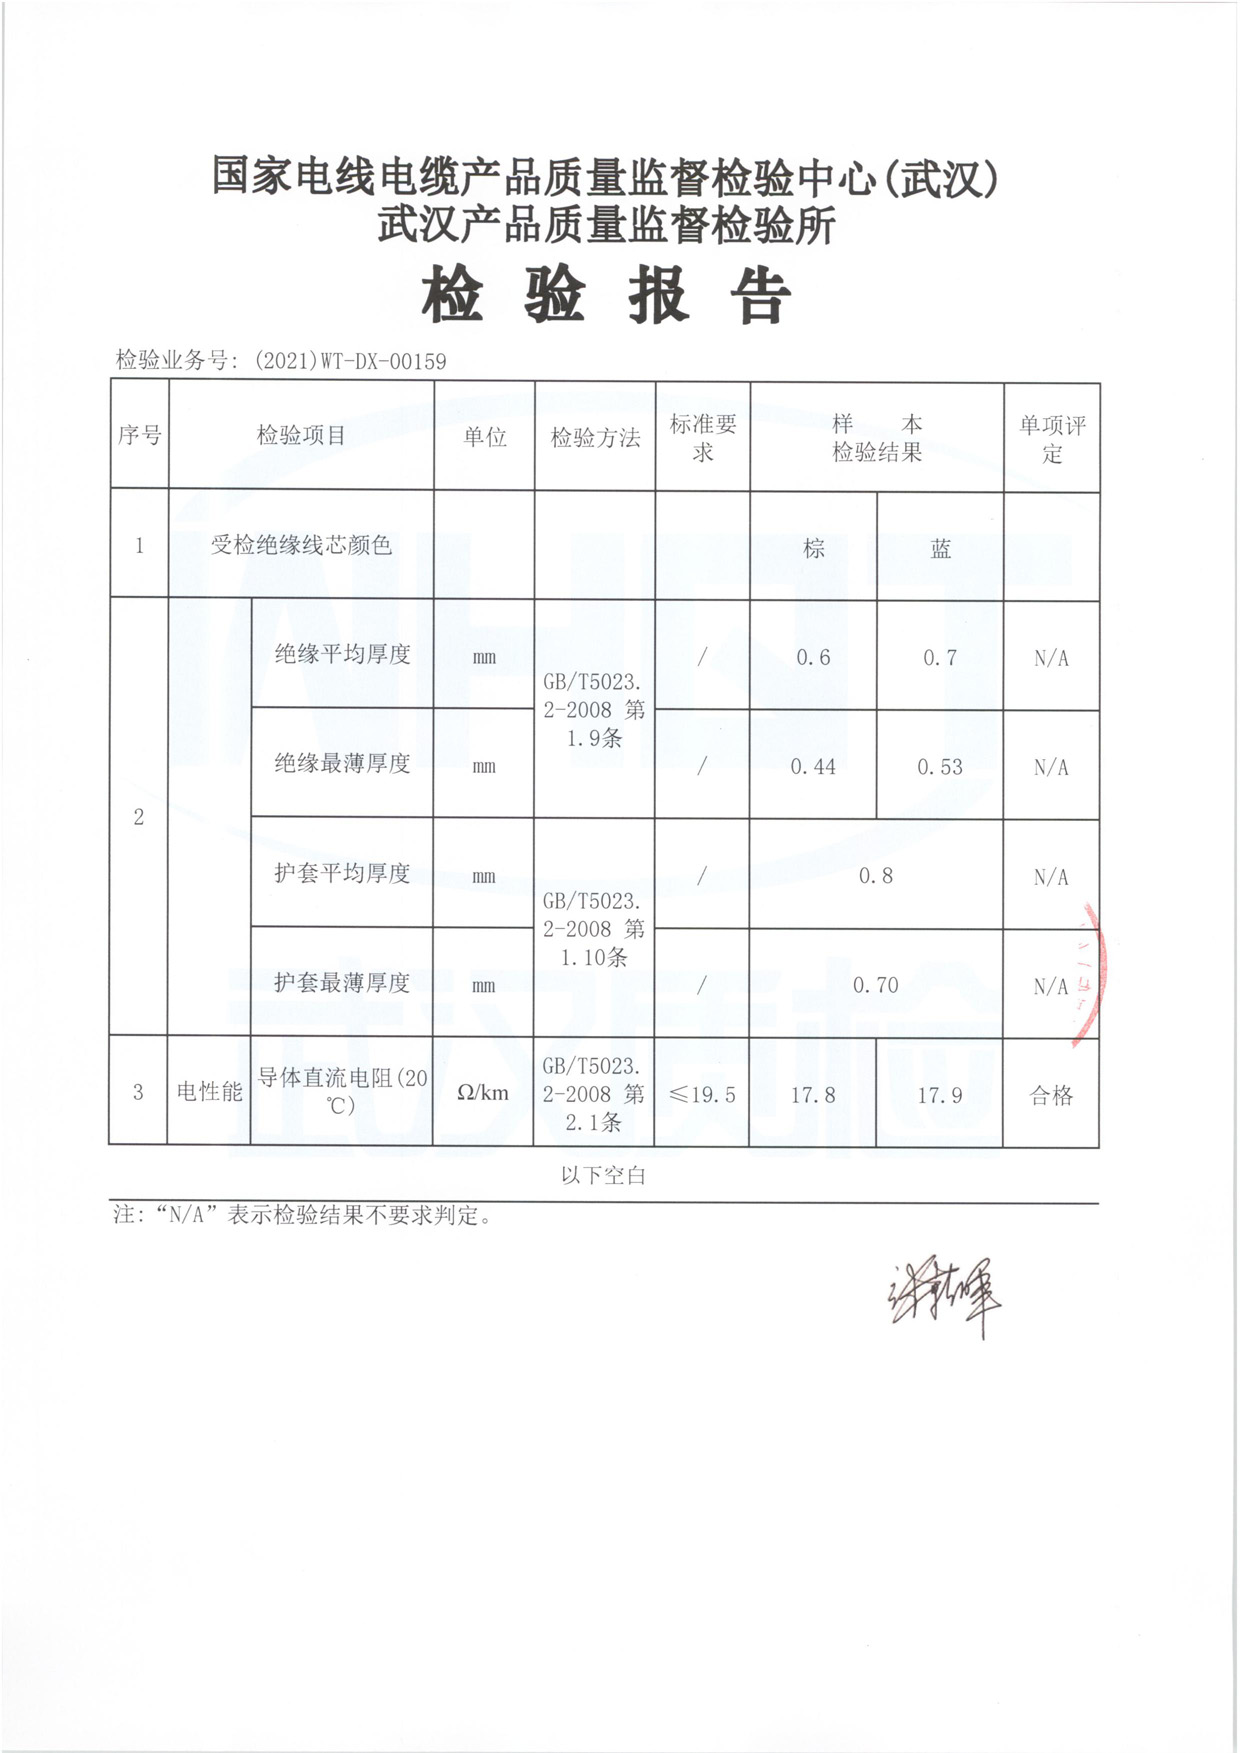 国家电线电缆产品质量监督检验中心(武汉)
武汉产品质量监督检验所
检验报告
检验业务号: (2021)WT-DX-00159
序号 检验项目 单位 检验方法 标准要求 样 本 检验结果 单项评定
1 受检绝缘线芯颜色 棕 蓝
2 绝缘平均厚度 mm GB/T5023.2-2008 第1.9条 / 0.6 0.7 N/A
绝缘最薄厚度 mm / 0.44 0.53 N/A
护套平均厚度 mm GB/T5023.2-2008 第1.10条 / 0.8 N/A
护套最薄厚度 mm / 0.70 N/A
3 电性能 导体直流电阻(20℃) Ω/km GB/T5023.2-2008 第2.1条 ≤19.5 17.8 17.9 合格
以下空白
注: “N/A” 表示检验结果不要求判定。
WHQT
武汉质检